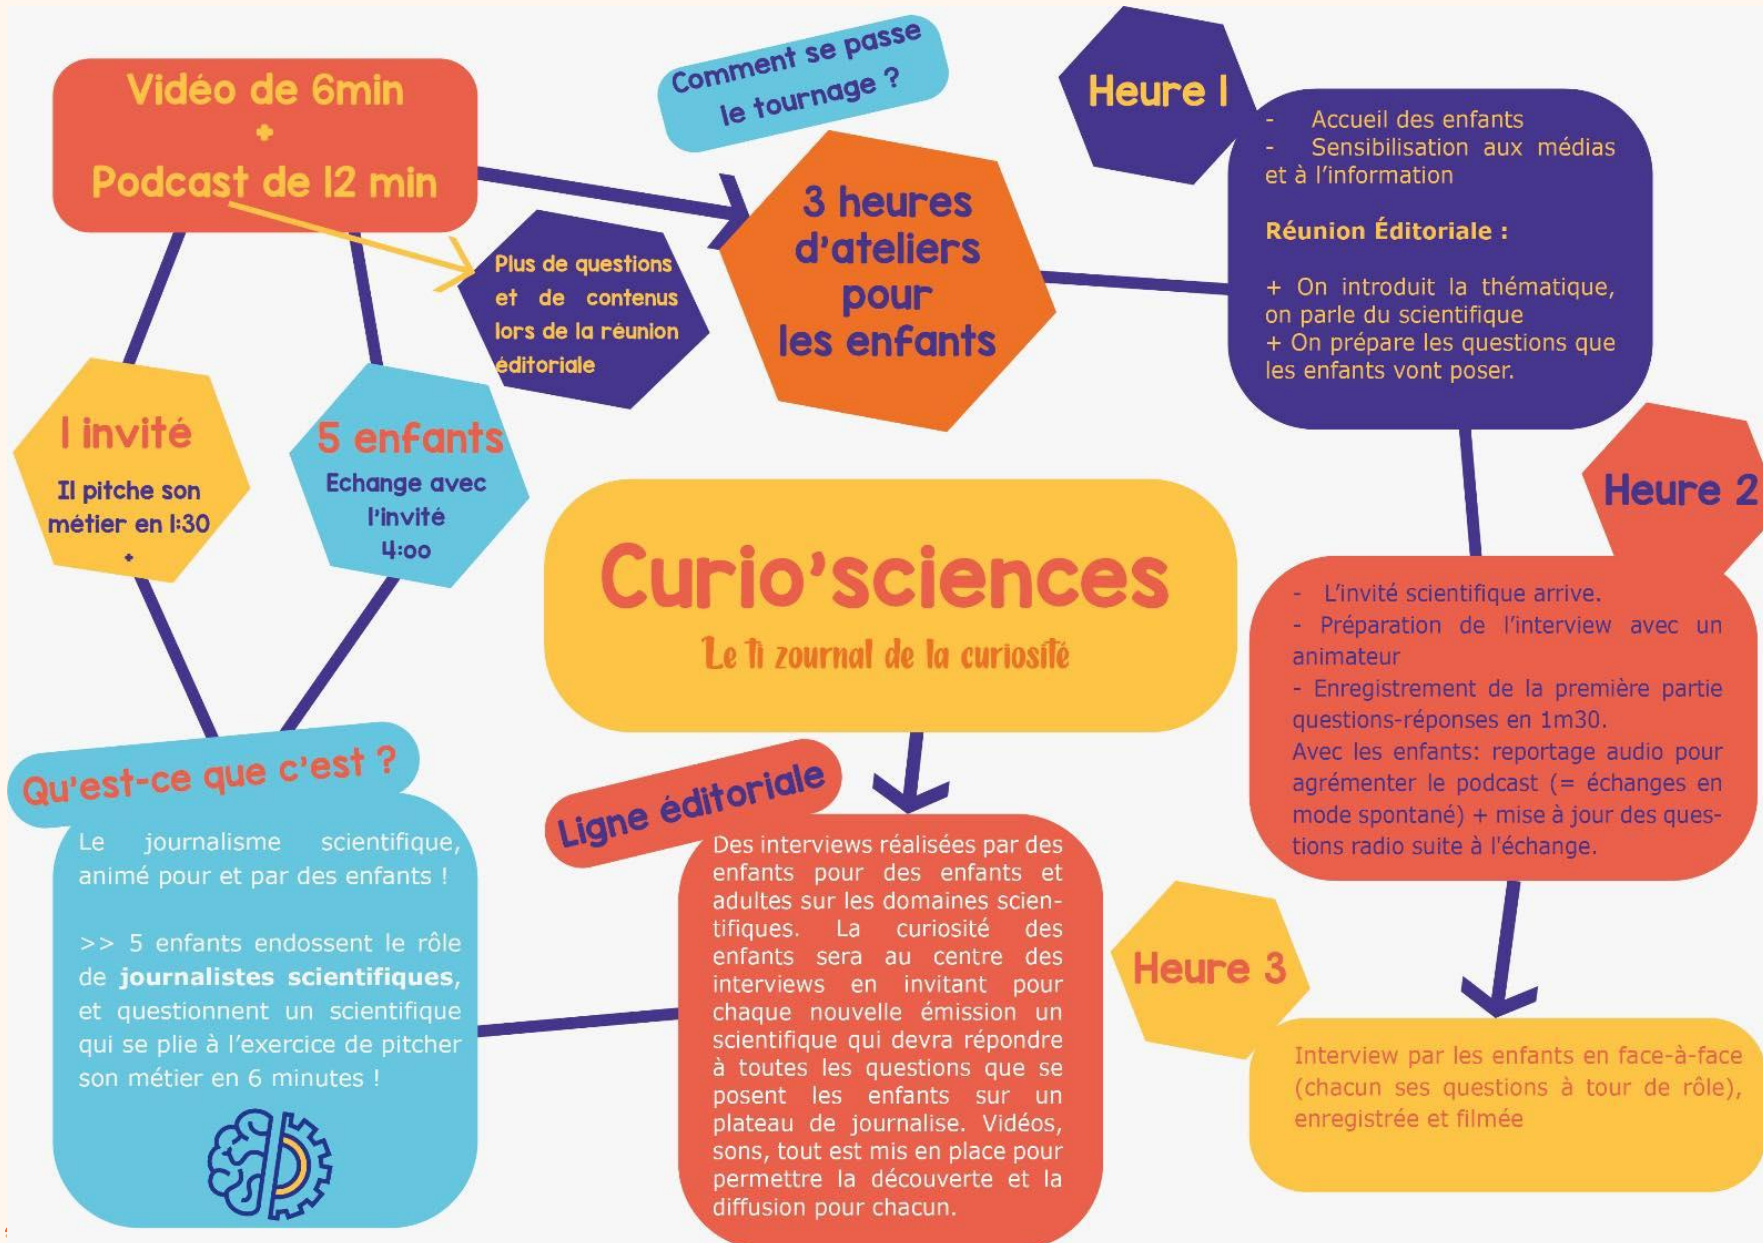 Vidéo de 6min
+
Podcast de 12 min
Comment se passe
le tournage ?
Heure 1
- Accueil des enfants
- Sensibilisation aux médias
et à l'information
Réunion Éditoriale :
+ On introduit la thématique,
on parle du scientifique
+ On prépare les questions que
les enfants vont poser.
3 heures
d'ateliers
pour
les enfants
Plus de questions
et de contenus
lors de la réunion
éditoriale
1 invité
Il pitche son
métier en 1:30
+
5 enfants
Echange avec
l'invité
4:00
Curio'sciences
Le ti zournal de la curiosité
Heure 2
- L'invité scientifique arrive.
- Préparation de l'interview avec un
animateur
- Enregistrement de la première partie
questions-réponses en 1m30.
Avec les enfants: reportage audio pour
agrémenter le podcast (= échanges en
mode spontané) + mise à jour des ques-
tions radio suite à l'échange.
Qu'est-ce que c'est ?
Le journalisme scientifique,
animé pour et par des enfants !
>> 5 enfants endossent le rôle
de journalistes scientifiques,
et questionnent un scientifique
qui se plie à l'exercice de pitcher
son métier en 6 minutes !
Ligne éditoriale
Des interviews réalisées par des
enfants pour des enfants et
adultes sur les domaines scien-
tifiques. La curiosité des
enfants sera au centre des
interviews en invitant pour
chaque nouvelle émission un
scientifique qui devra répondre
à toutes les questions que se
posent les enfants sur un
plateau de journalise. Vidéos,
sons, tout est mis en place pour
permettre la découverte et la
diffusion pour chacun.
Heure 3
Interview par les enfants en face-à-face
(chacun ses questions à tour de rôle),
enregistrée et filmée